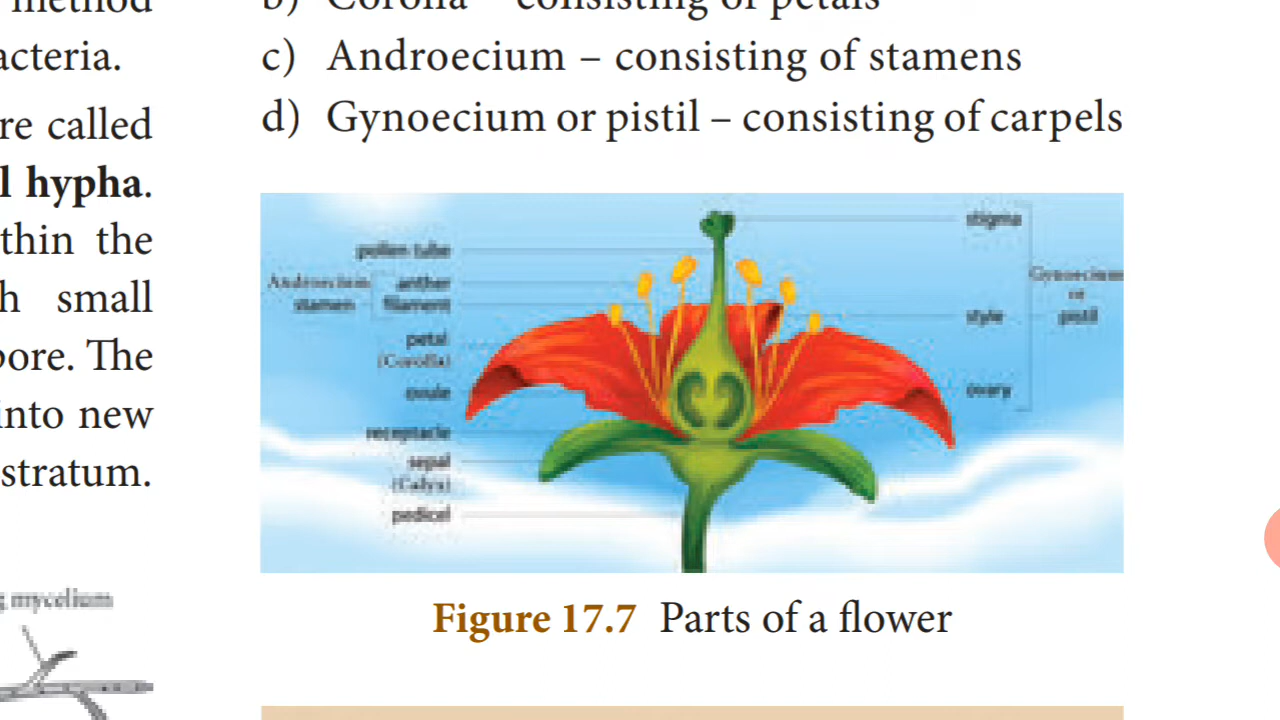 method
acteria.
re called
l hypha.
thin the
h small
pore. The
into new
stratum.
g mycelium
b) Corolla – consisting of petals
c) Androecium – consisting of stamens
d) Gynoecium or pistil – consisting of carpels
pollen tube
Androecium
stamen
anther
filament
petal
(Corolla)
ovule
receptacle
sepal
(Calyx)
pedicel
stigma
style
ovary
Gynoecium
or
pistil
Figure 17.7 Parts of a flower